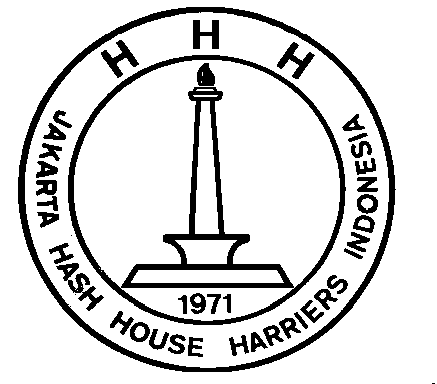 H H H
JAKARTA HASH HOUSE HARRIERS INDONESIA
1971